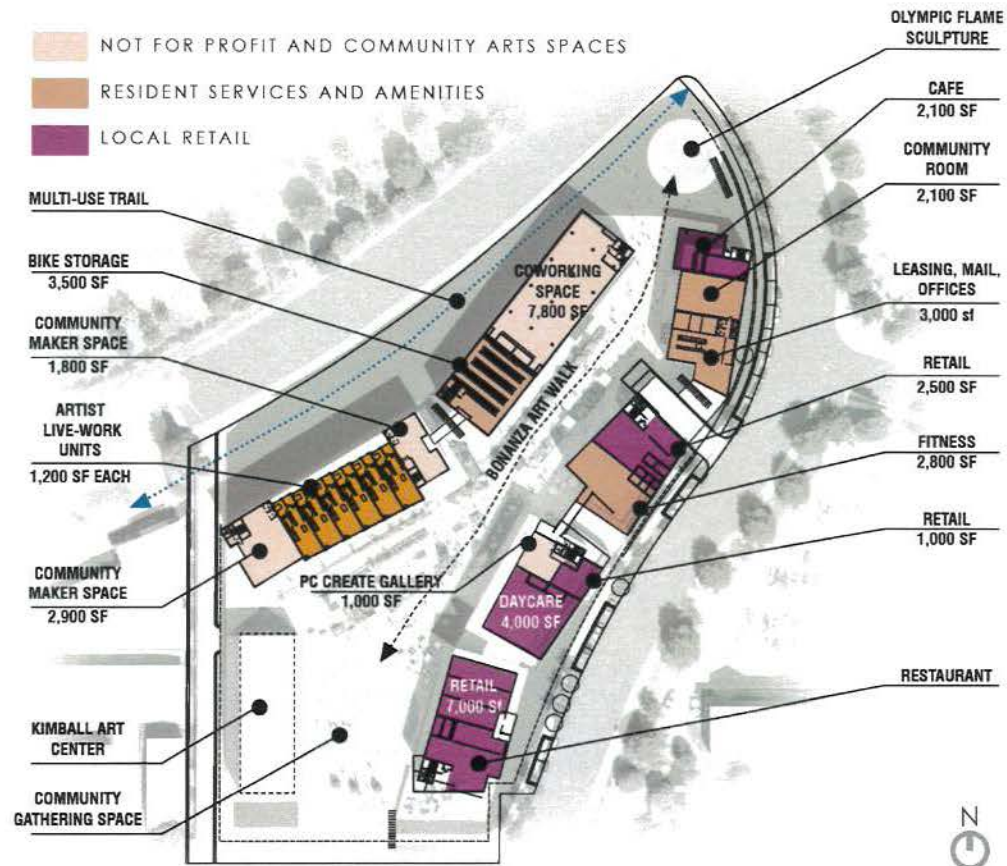 NOT FOR PROFIT AND COMMUNITY ARTS SPACES
RESIDENT SERVICES AND AMENITIES
LOCAL RETAIL
MULTI-USE TRAIL
BIKE STORAGE
3,500 SF
COMMUNITY
MAKER SPACE
1,800 SF
ARTIST
LIVE-WORK
UNITS
1,200 SF EACH
COMMUNITY
MAKER SPACE
2,900 SF
KIMBALL ART
CENTER
COMMUNITY
GATHERING SPACE
COWORKING
SPACE
7,800 SF
BONANZA ART WALK
PC CREATE GALLERY
1,000 SF
DAYCARE
4,000 SF
RETAIL
7,000 Sf
OLYMPIC FLAME
SCULPTURE
CAFE
2,100 SF
COMMUNITY
ROOM
2,100 SF
LEASING, MAIL,
OFFICES
3,000 sf
RETAIL
2,500 SF
FITNESS
2,800 SF
RETAIL
1,000 SF
RESTAURANT
N